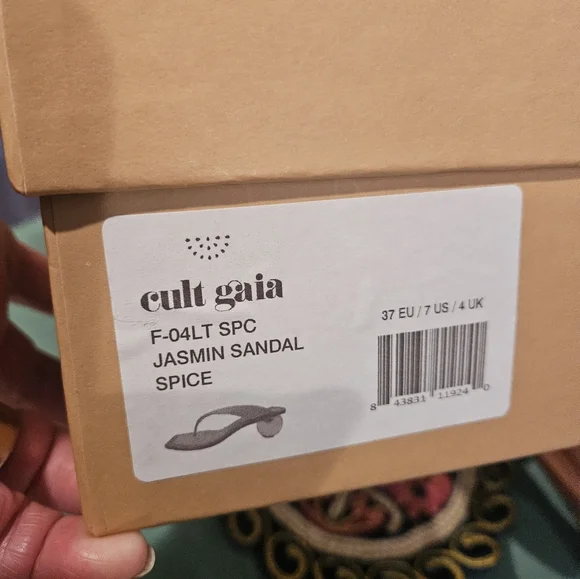 cult gaia
F-04LT SPC
JASMIN SANDAL
SPICE
37 EU / 7 US / 4 UK
8 43831 11924 0